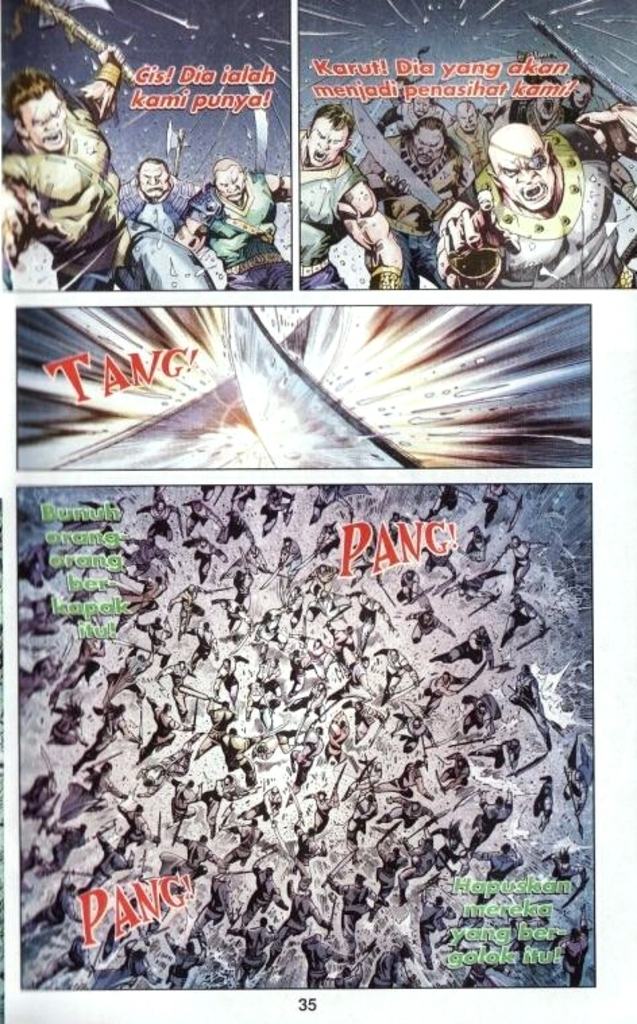 Cis! Dia ialah
kami punya!
Karut! Dia yang akan
menjadi penasihat kami!
TANG!
Bunuh
orang-
orang
ber-
kapak
itu!
PANG!
PANG!
Hapuskan
mereka
yang ber-
golok itu!
35